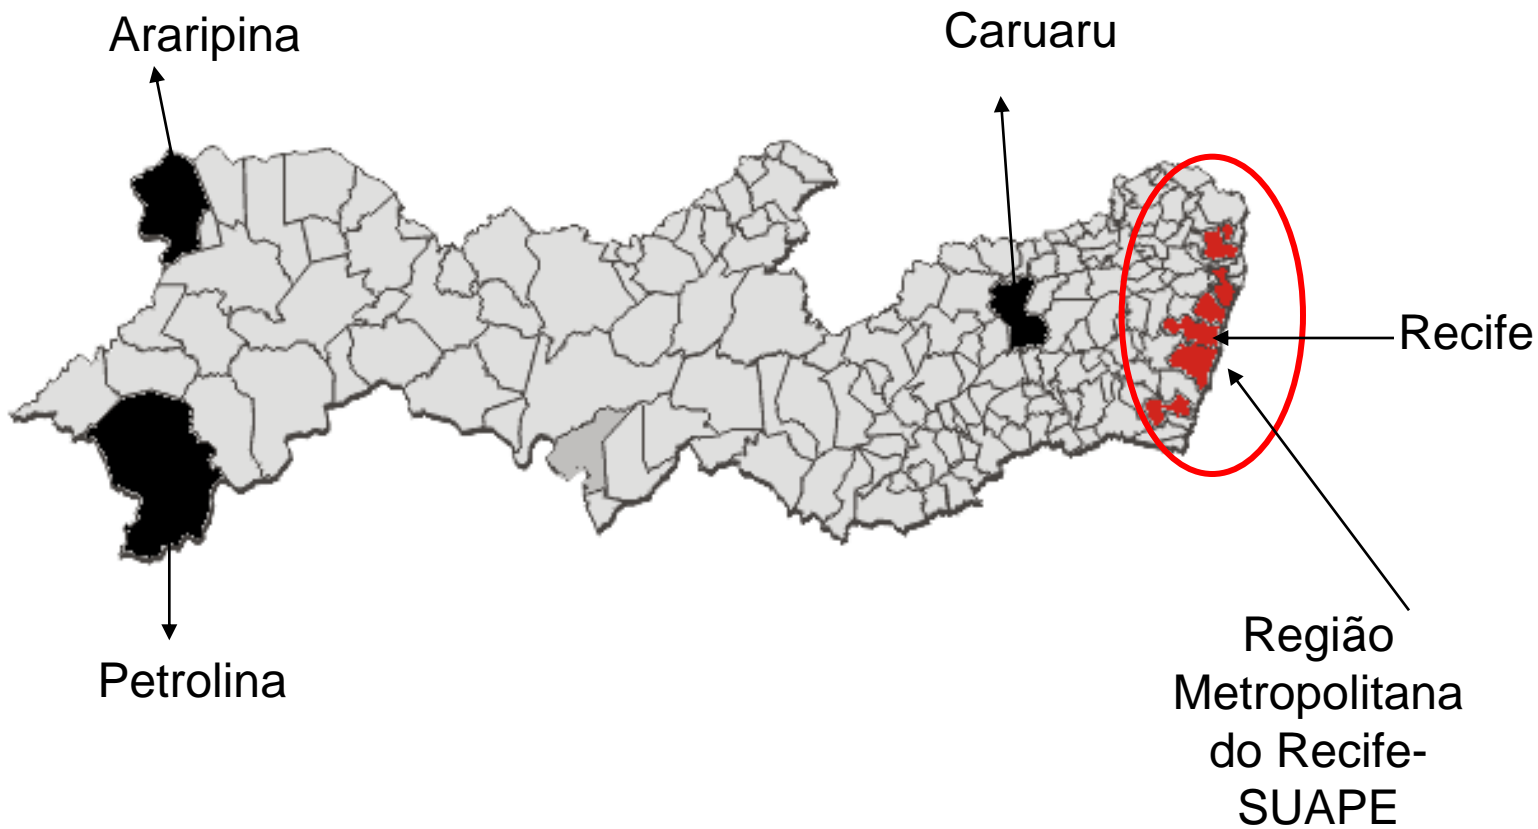 Araripina
Caruaru
Recife
Petrolina
Região
Metropolitana
do Recife-
SUAPE